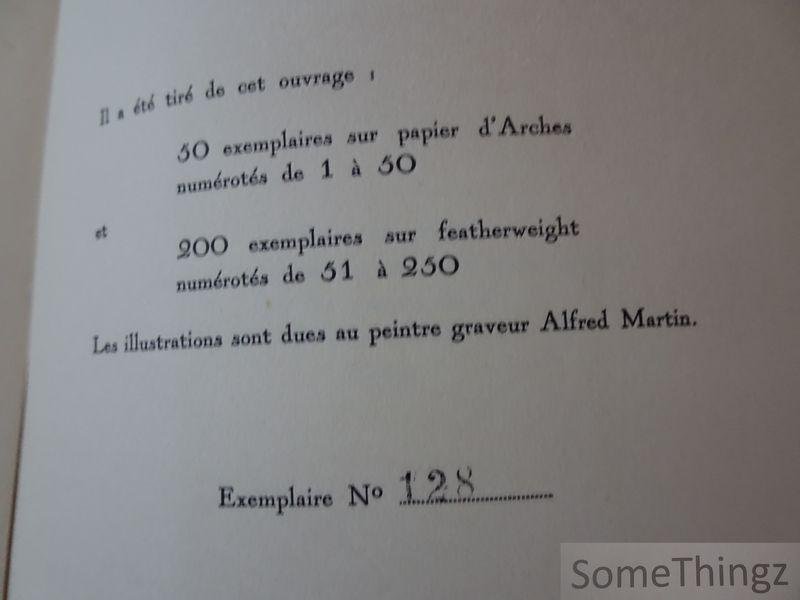 Il a été tiré de cet ouvrage :
50 exemplaires sur papier d'Arches
numérotés de 1 à 50
et
200 exemplaires sur featherweight
numérotés de 51 à 250
Les illustrations sont dues au peintre graveur Alfred Martin.
Exemplaire Nº 128
SomeThingz